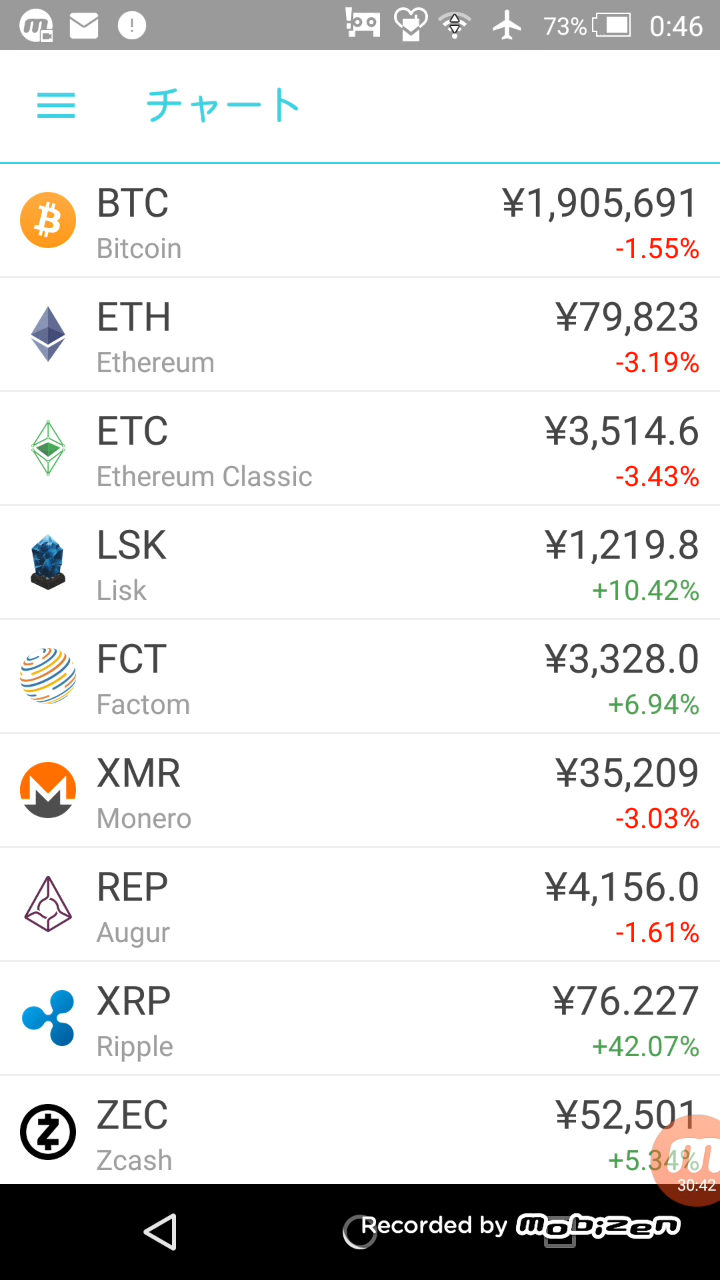 73% 0:46
チャート
BTC ¥1,905,691
Bitcoin -1.55%
ETH ¥79,823
Ethereum -3.19%
ETC ¥3,514.6
Ethereum Classic -3.43%
LSK ¥1,219.8
Lisk +10.42%
FCT ¥3,328.0
Factom +6.94%
XMR ¥35,209
Monero -3.03%
REP ¥4,156.0
Augur -1.61%
XRP ¥76.227
Ripple +42.07%
ZEC ¥52,501
Zcash +5.34%
30:42
Recorded by mobizen